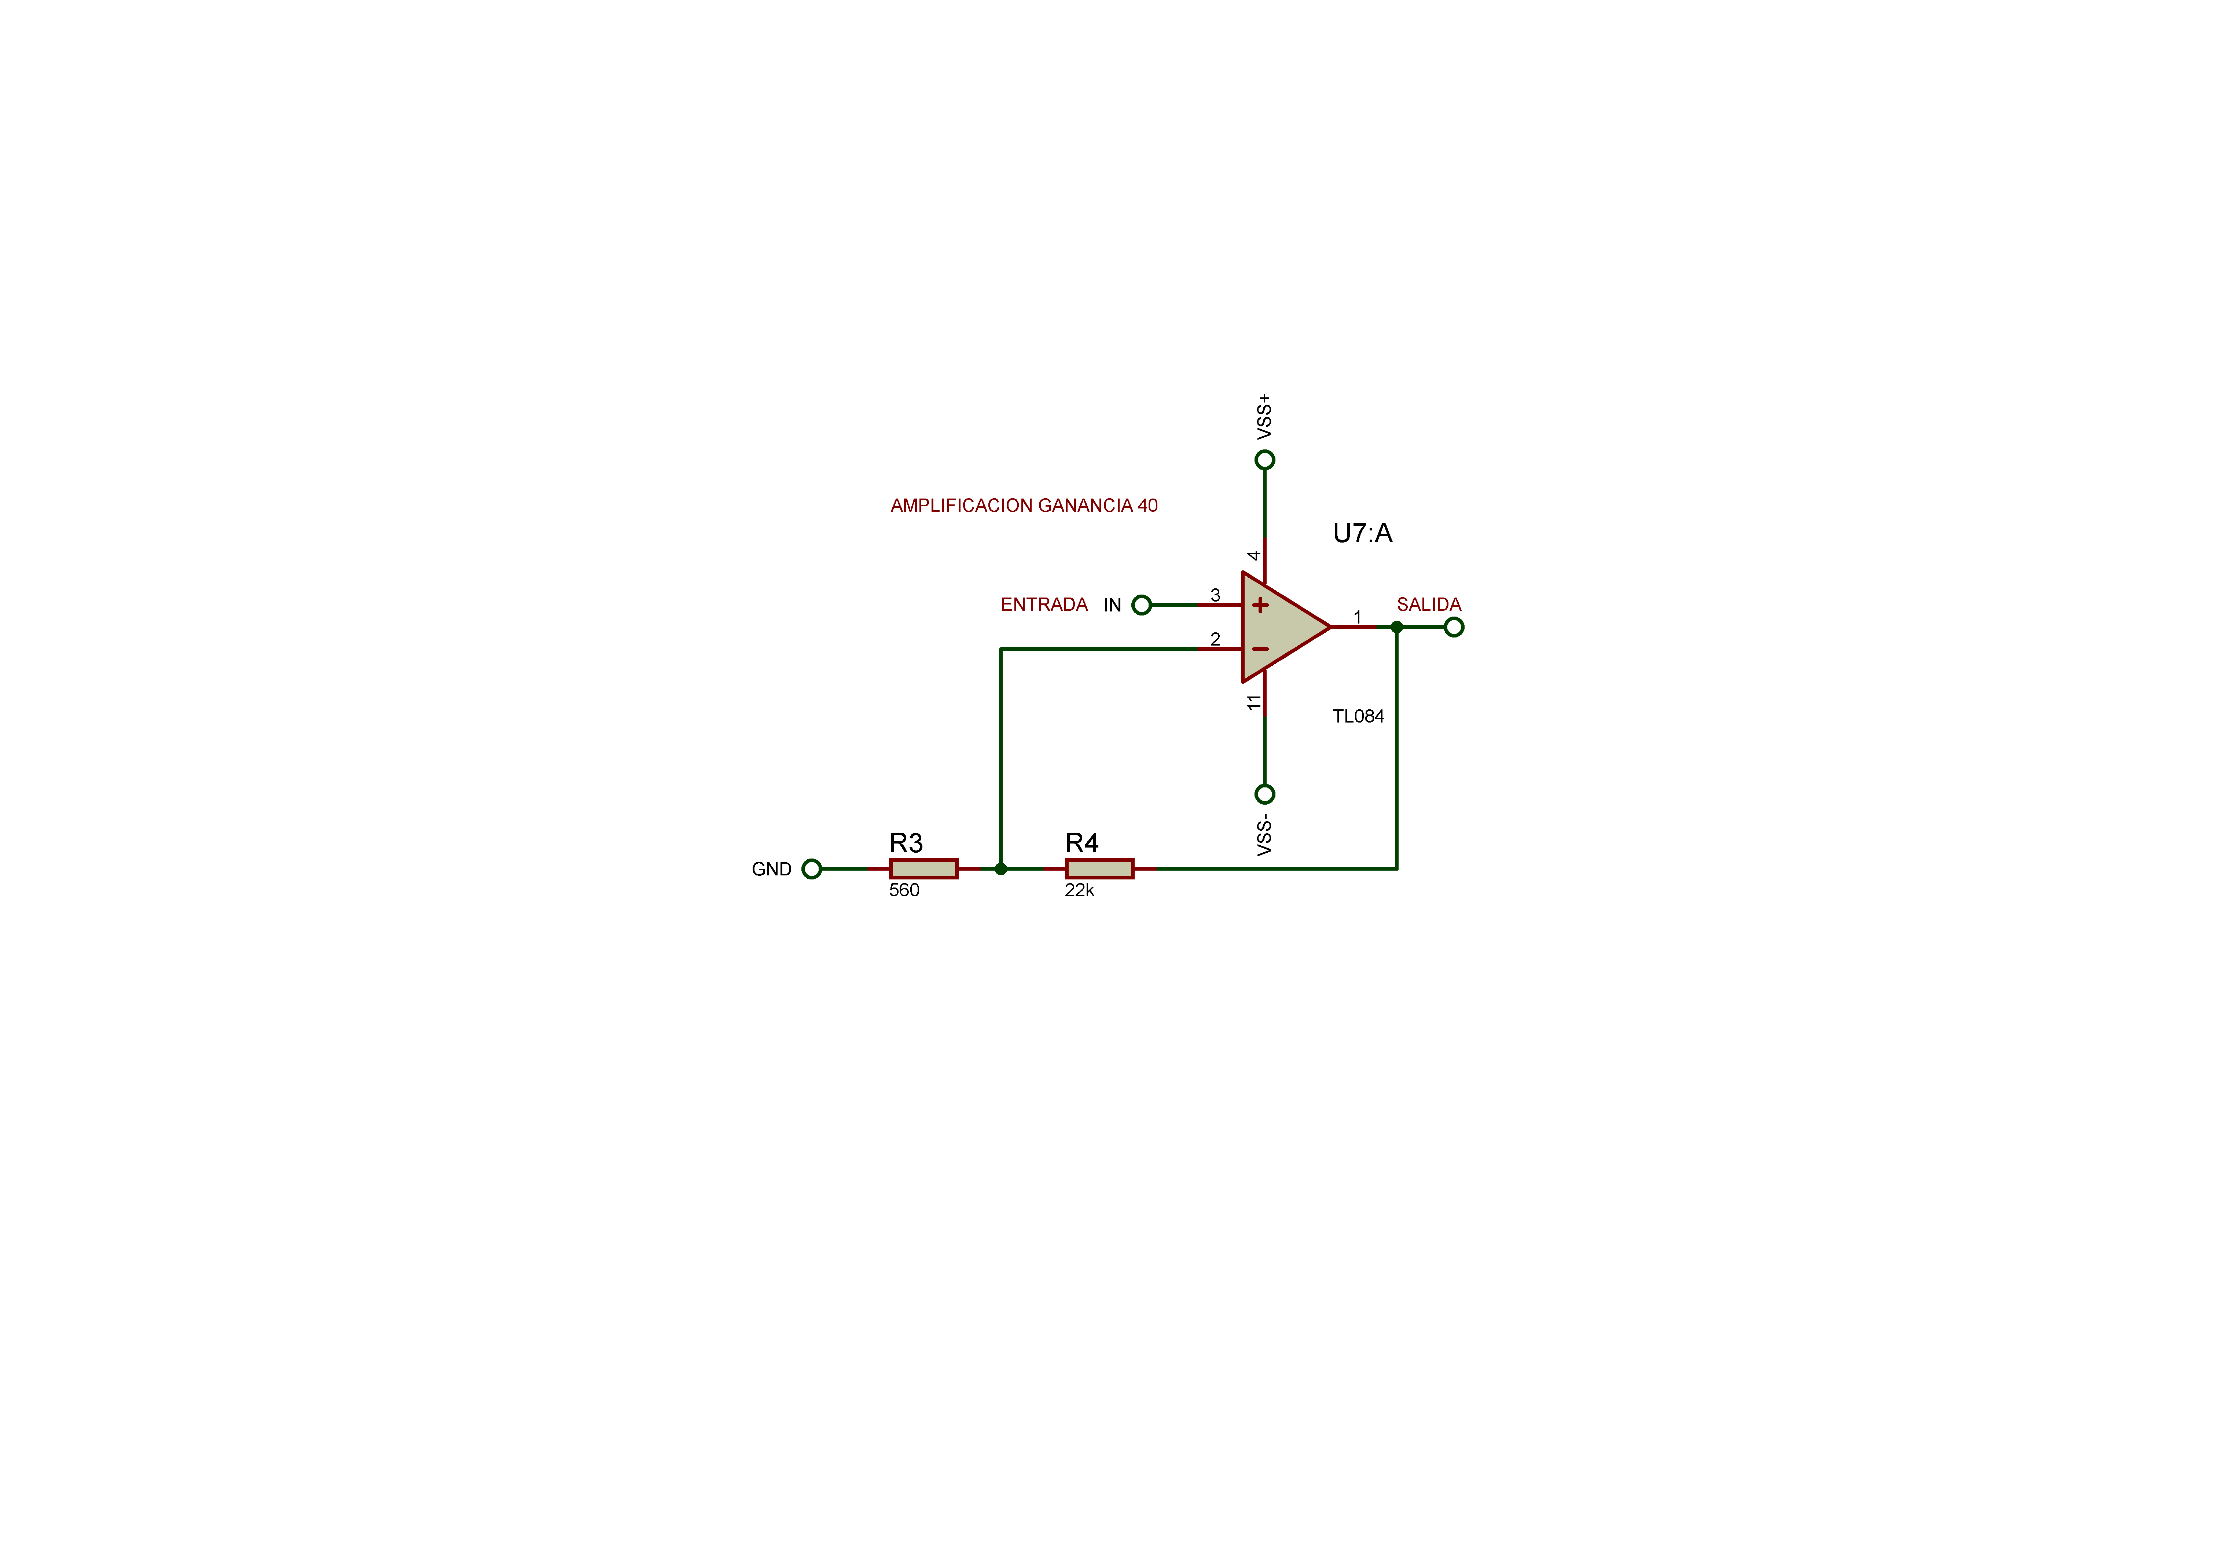 VSS+
AMPLIFICACION GANANCIA 40
U7:A
4
ENTRADA IN
3
2
1
SALIDA
11
TL084
VSS-
R3
R4
GND
560
22k